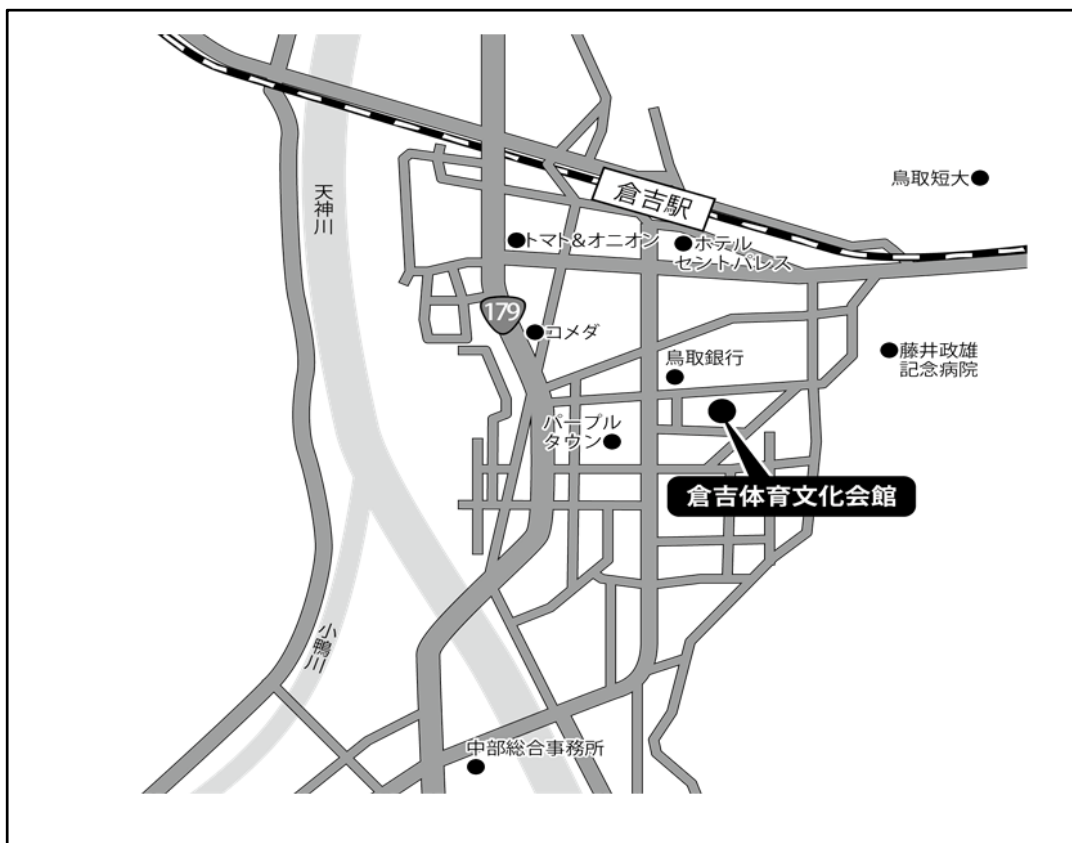 倉吉駅
鳥取短大
天神川
トマト&オニオン
ホテル
セントパレス
179
コメダ
鳥取銀行
藤井政雄
記念病院
パープル
タウン
倉吉体育文化会館
小鴨川
中部総合事務所